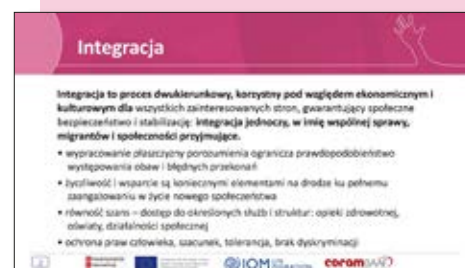 Integracja
Integracja to proces dwukierunkowy, korzystny pod względem ekonomicznym i
kulturowym dla wszystkich zainteresowanych stron, gwarantujący społeczne
bezpieczeństwo i stabilizację: integracja jednoczy, w imię wspólnej sprawy,
migrantów i społeczności przyjmujące.
• wypracowanie płaszczyzny porozumienia ogranicza prawdopodobieństwo
występowania obaw i błędnych przekonań
• życzliwość i wsparcie są koniecznymi elementami na drodze ku pełnemu
zaangażowaniu w życie nowego społeczeństwa
• równość szans – dostęp do określonych służb i struktur: opieki zdrowotnej,
oświaty, działalności społecznej
• ochrona praw człowieka, szacunek, tolerancja, brak dyskryminacji
IOM
coram